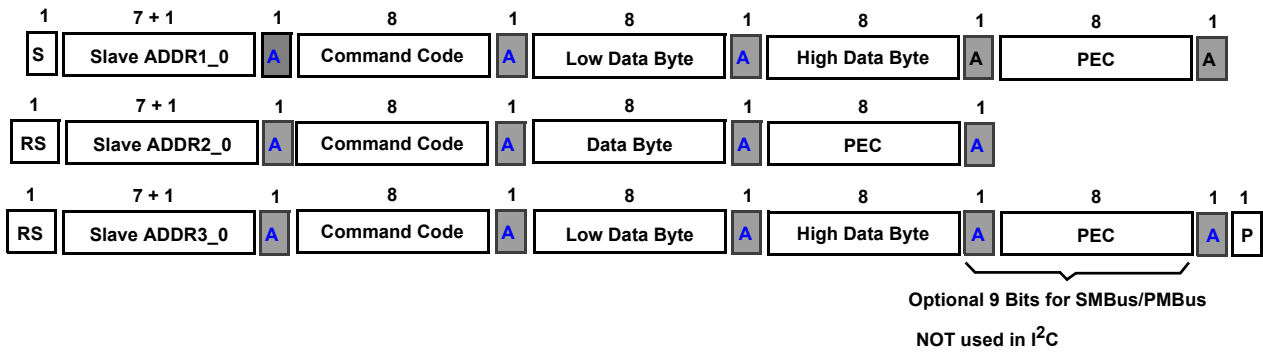 1 7 + 1 1 8 1 8 1 8 1 8 1
S Slave ADDR1_0 A Command Code A Low Data Byte A High Data Byte A PEC A
1 7 + 1 1 8 1 8 1 8 1
RS Slave ADDR2_0 A Command Code A Data Byte A PEC A
1 7 + 1 1 8 1 8 1 8 1 8 1 1
RS Slave ADDR3_0 A Command Code A Low Data Byte A High Data Byte A PEC A P
Optional 9 Bits for SMBus/PMBus
NOT used in I²C